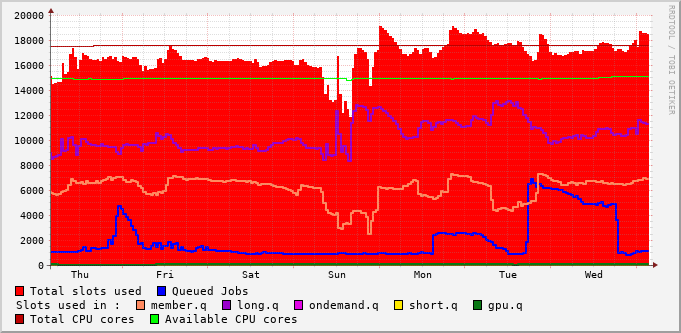 20000
18000
16000
14000
12000
10000
8000
6000
4000
2000
0
Thu Fri Sat Sun Mon Tue Wed
RRDTOOL / TOBI OETIKER
Total slots used Queued Jobs
Slots used in : member.q long.q ondemand.q short.q gpu.q
Total CPU cores Available CPU cores